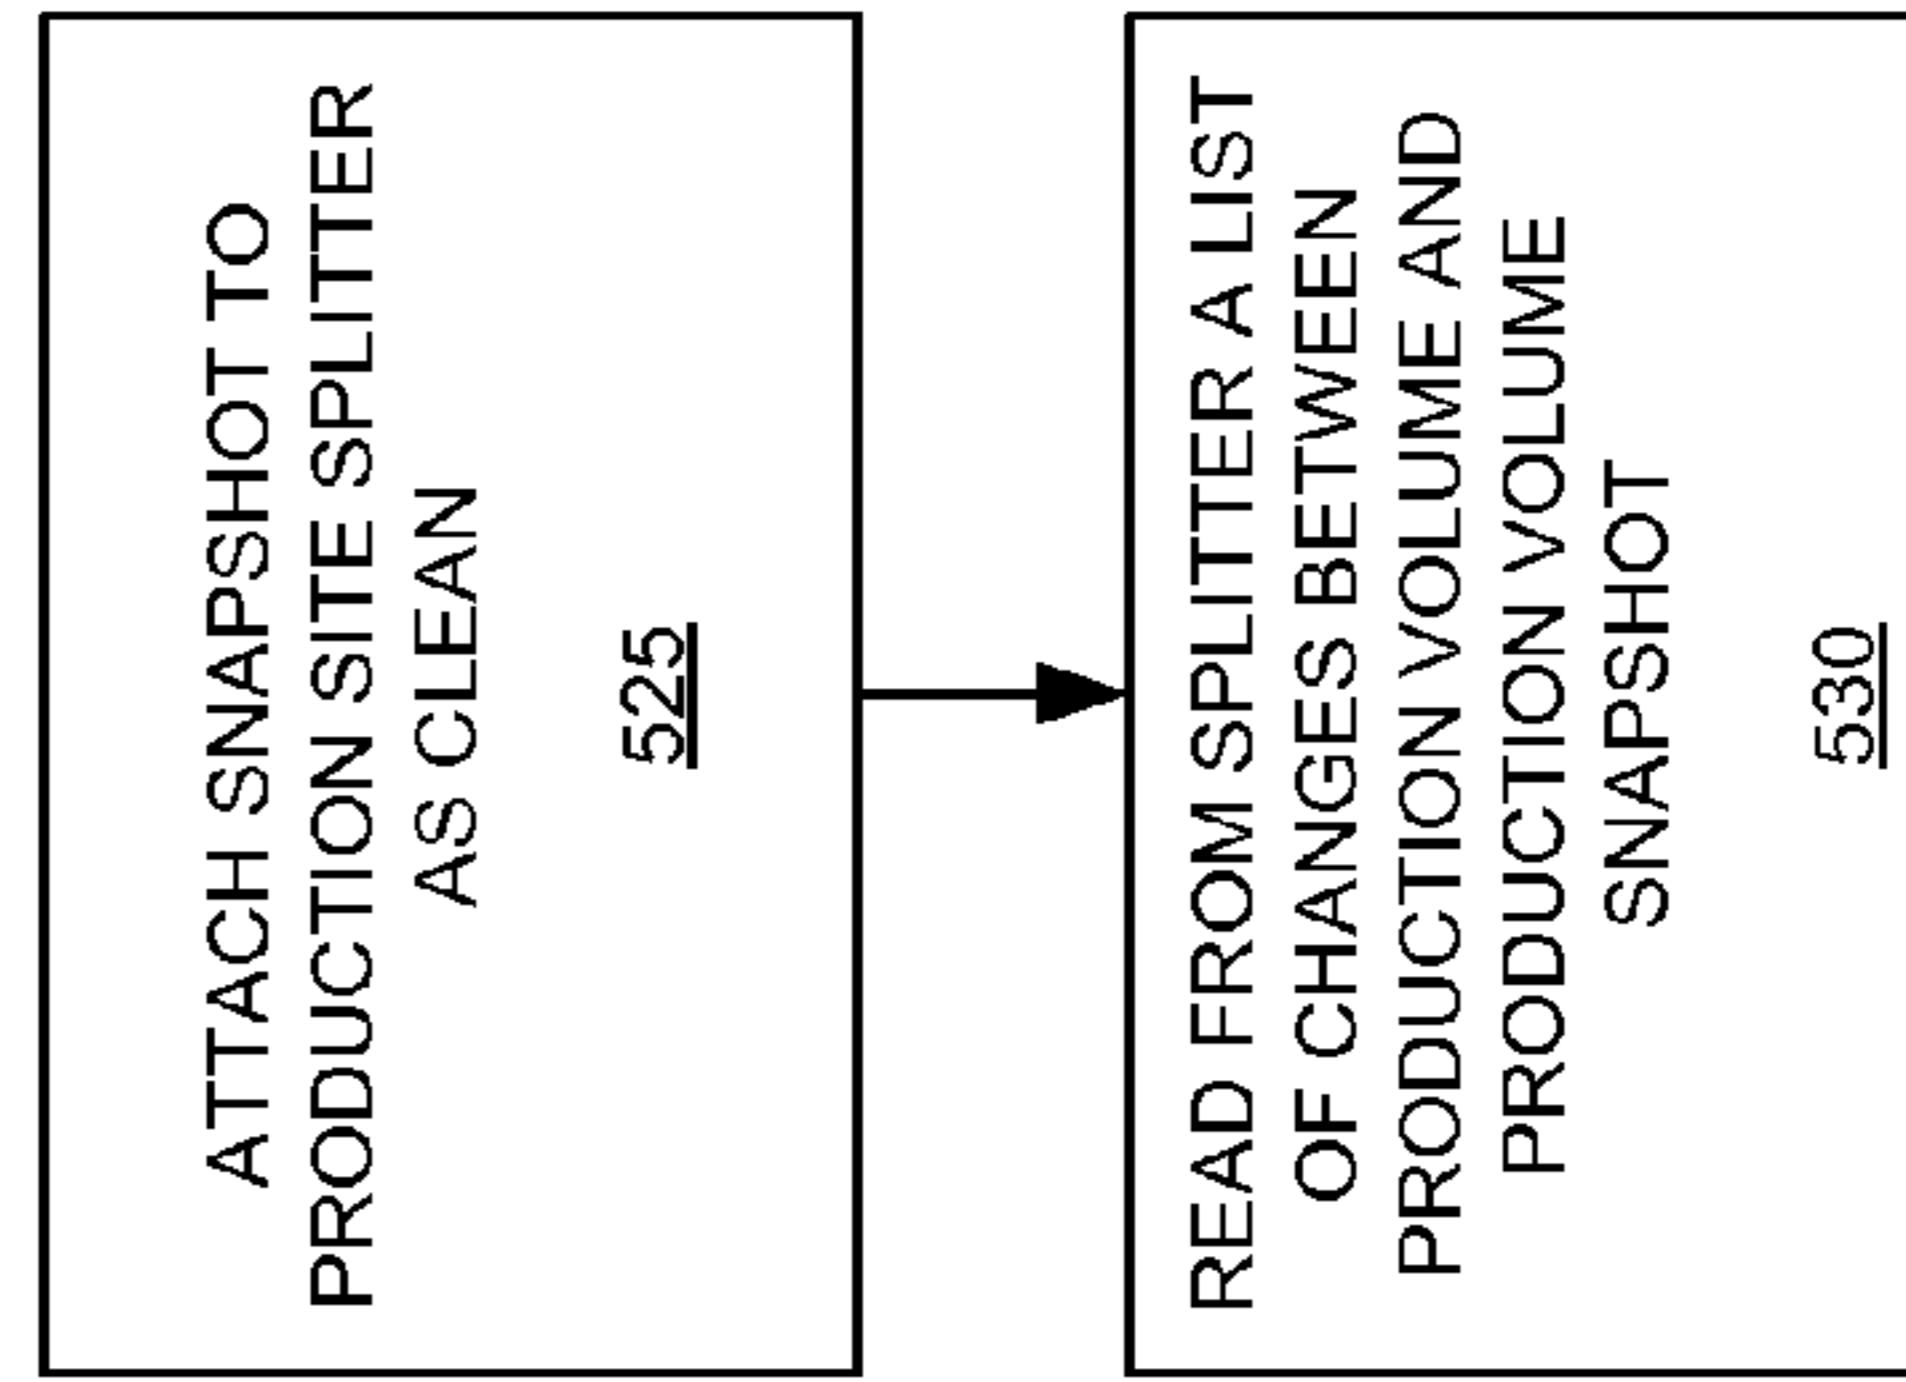 ATTACH SNAPSHOT TO
PRODUCTION SITE SPLITTER
AS CLEAN
525
READ FROM SPLITTER A LIST
OF CHANGES BETWEEN
PRODUCTION VOLUME AND
PRODUCTION VOLUME
SNAPSHOT
530